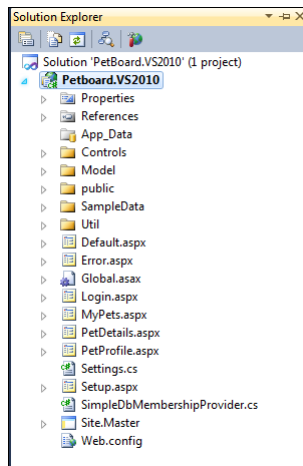 Solution Explorer
Solution 'PetBoard.VS2010' (1 project)
Petboard.VS2010
Properties
References
App_Data
Controls
Model
public
SampleData
Util
Default.aspx
Error.aspx
Global.asax
Login.aspx
MyPets.aspx
PetDetails.aspx
PetProfile.aspx
Settings.cs
Setup.aspx
SimpleDbMembershipProvider.cs
Site.Master
Web.config